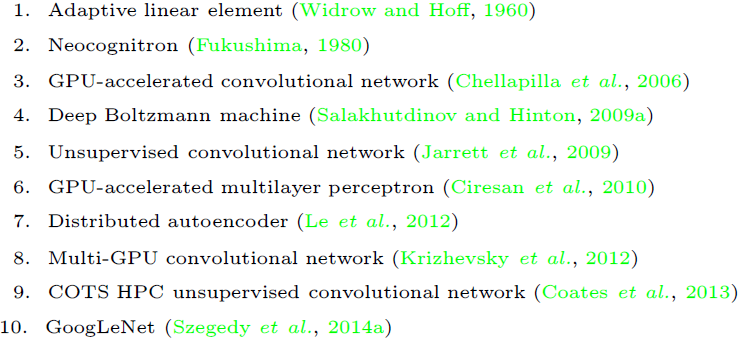 1. Adaptive linear element (Widrow and Hoff, 1960)
2. Neocognitron (Fukushima, 1980)
3. GPU-accelerated convolutional network (Chellapilla et al., 2006)
4. Deep Boltzmann machine (Salakhutdinov and Hinton, 2009a)
5. Unsupervised convolutional network (Jarrett et al., 2009)
6. GPU-accelerated multilayer perceptron (Ciresan et al., 2010)
7. Distributed autoencoder (Le et al., 2012)
8. Multi-GPU convolutional network (Krizhevsky et al., 2012)
9. COTS HPC unsupervised convolutional network (Coates et al., 2013)
10. GoogLeNet (Szegedy et al., 2014a)